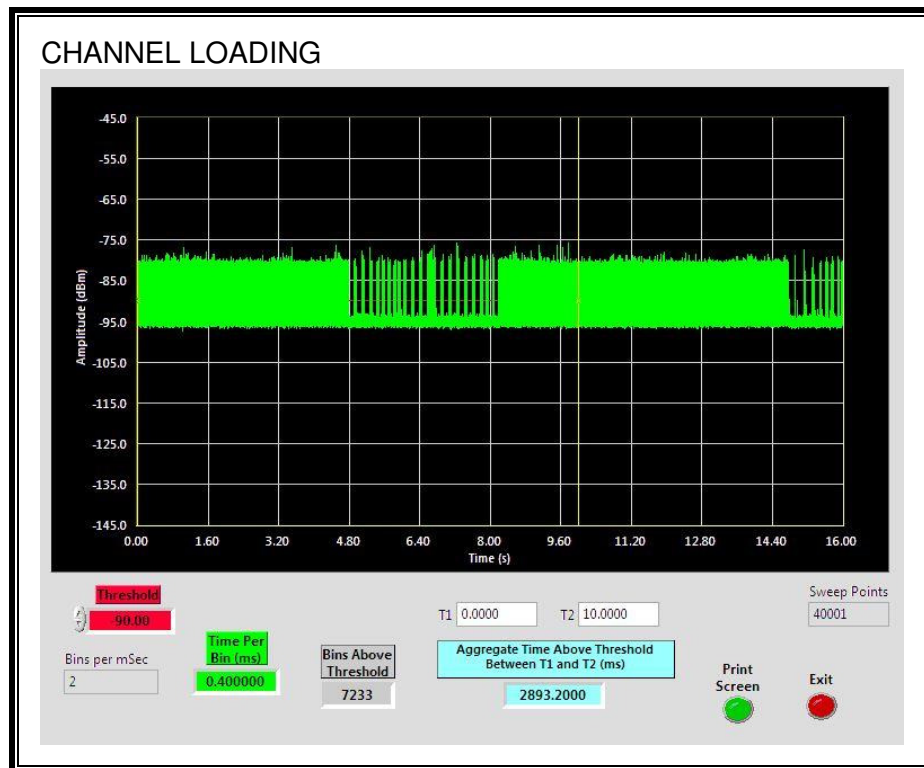 CHANNEL LOADING
Amplitude (dBm)
-45.0
-55.0
-65.0
-75.0
-85.0
-95.0
-105.0
-115.0
-125.0
-135.0
-145.0
0.00 1.60 3.20 4.80 6.40 8.00 9.60 11.20 12.80 14.40 16.00
Time (s)
Threshold
-90.00
T1 0.0000 T2 10.0000
Sweep Points
40001
Bins per mSec
2
Time Per
Bin (ms)
0.400000
Bins Above
Threshold
7233
Aggregate Time Above Threshold
Between T1 and T2 (ms)
2893.2000
Print
Screen
Exit